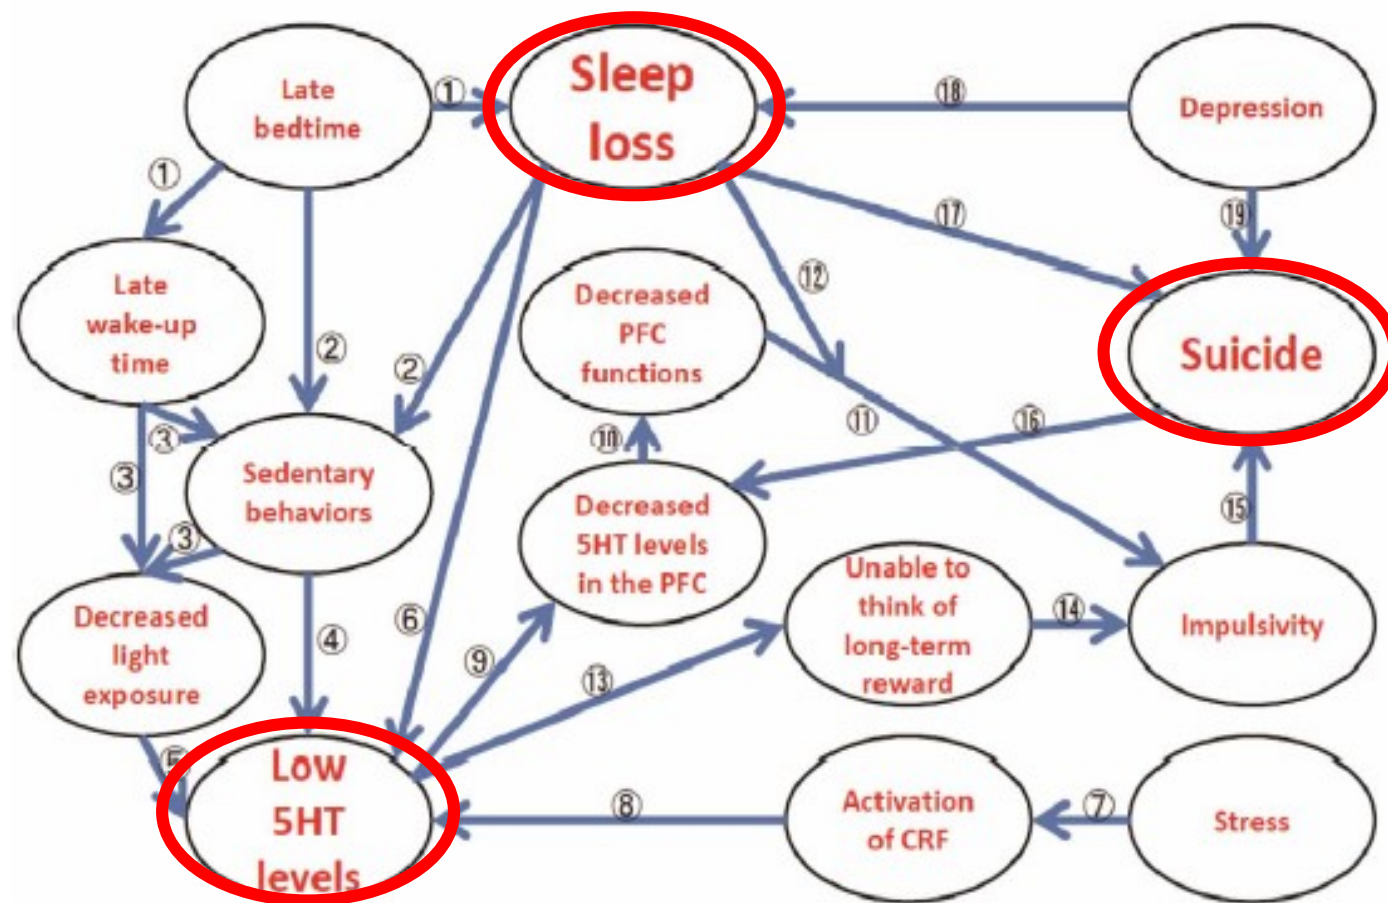 Late
bedtime
①
Sleep
loss
⑱
Depression
①
⑰
⑲
Late
wake-up
time
②
②
Decreased
PFC
functions
⑫
Suicide
③
③
③
Sedentary
behaviors
⑩
⑪
⑯
⑮
Decreased
5HT levels
in the PFC
Decreased
light
exposure
④
⑥
⑨
⑬
Unable to
think of
long-term
reward
⑭
Impulsivity
⑤
Low
5HT
levels
⑧
Activation
of CRF
⑦
Stress